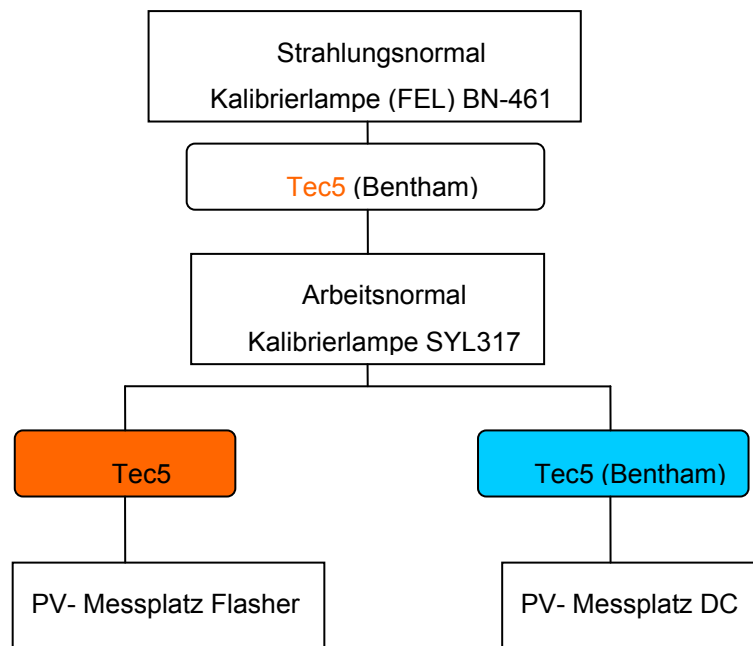 Strahlungsnormal
Kalibrierlampe (FEL) BN-461
Tec5 (Bentham)
Arbeitsnormal
Kalibrierlampe SYL317
Tec5
Tec5 (Bentham)
PV- Messplatz Flasher
PV- Messplatz DC